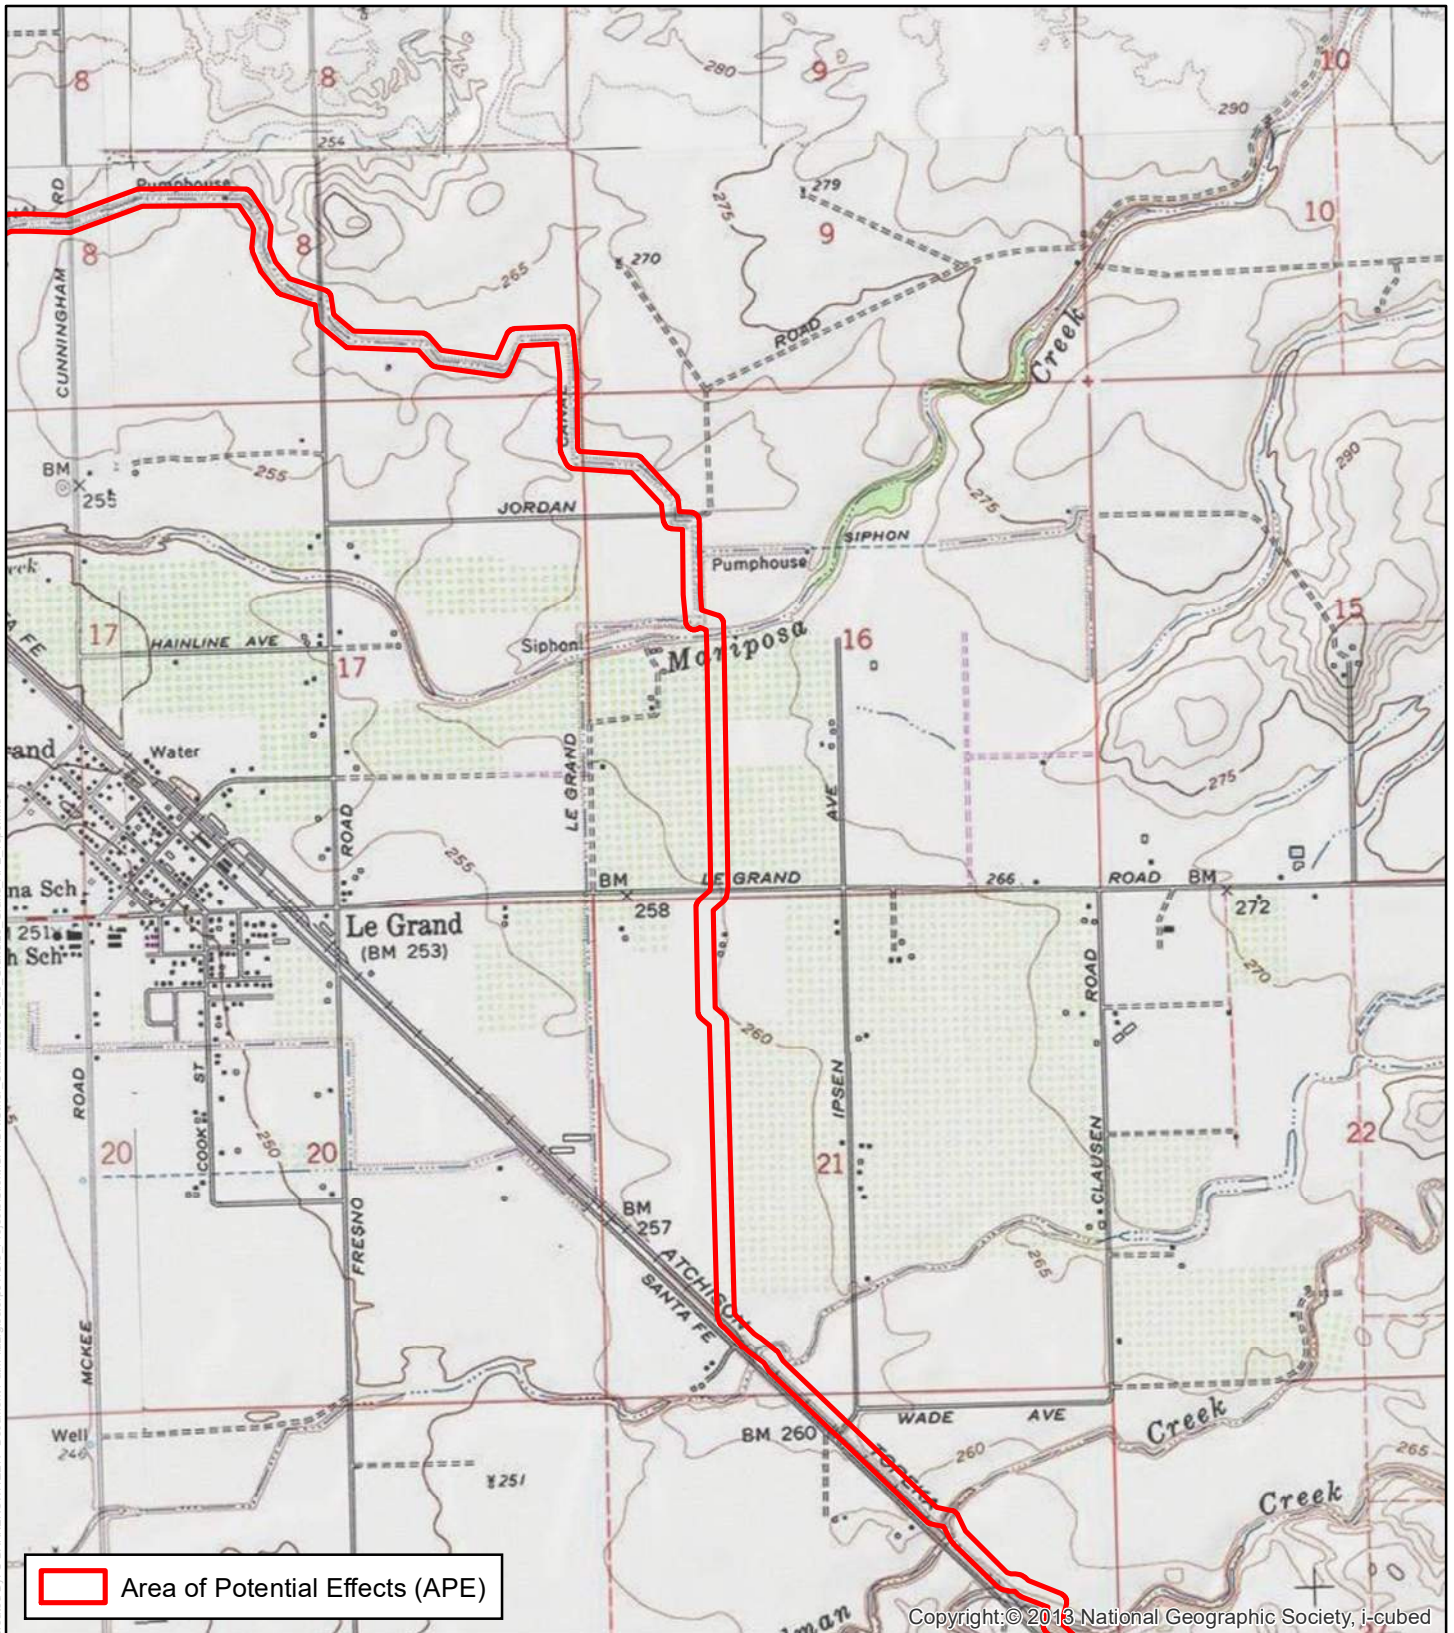 8
8
280
9
10
290
254
RD
Pumphouse
279
275
10
9
8
8
270
265
CUNNINGHAM
ROAD
Creek
CANAL
290
BM
255
255
JORDAN
275
SIPHON
Pumphouse
17
HAINLINE AVE
17
Siphon
Mariposa
16
15
Water
LE GRAND
AVE
275
ROAD
255
BM
LE GRAND
266
ROAD
BM
258
272
Sch
Le Grand
(BM 253)
251
Sch
270
ROAD
260
ROAD
COOK ST
260
IPSEN
CLAUSEN
20
20
21
22
BM
257
FRESNO
265
ATCHISON
SANTA FE
MCKEE
WADE AVE
Creek
BM 260
Well
246
TOPEKA
260
265
251
Creek
Area of Potential Effects (APE)
Copyright:© 2013 National Geographic Society, i-cubed